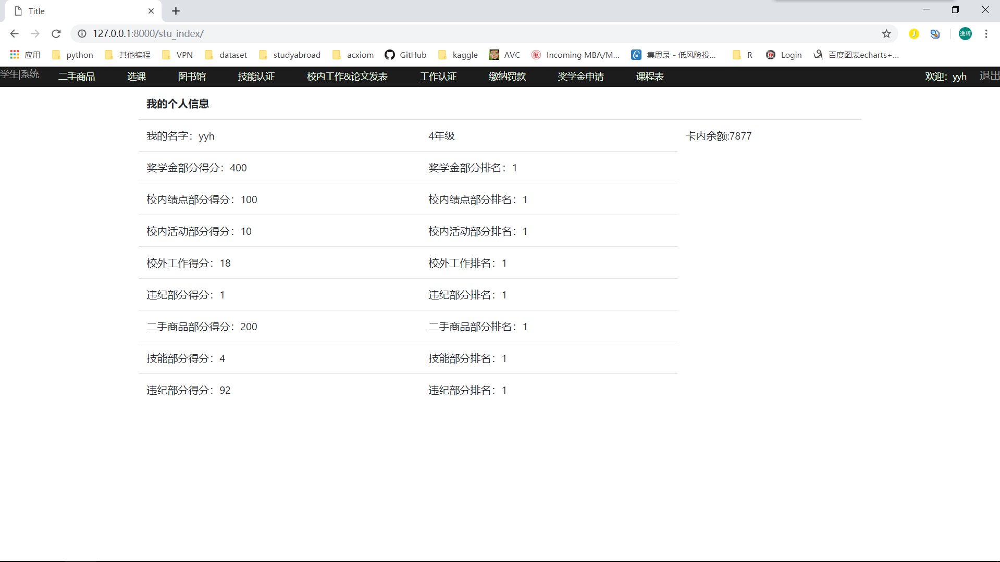 Title
127.0.0.1:8000/stu_index/
应用 python 其他编程 VPN dataset studyabroad acxiom GitHub kaggle AVC Incoming MBA/M... 集思录 - 低风险投... R Login 百度图表echarts+...
学生|系统 二手商品 选课 图书馆 技能认证 校内工作&论文发表 工作认证 缴纳罚款 奖学金申请 课程表 欢迎：yyh 退出
我的个人信息
我的名字：yyh 4年级 卡内余额:7877
奖学金部分得分：400 奖学金部分排名：1
校内绩点部分得分：100 校内绩点部分排名：1
校内活动部分得分：10 校内活动部分排名：1
校外工作得分：18 校外工作排名：1
违纪部分得分：1 违纪部分排名：1
二手商品部分得分：200 二手商品部分排名：1
技能部分得分：4 技能部分排名：1
违纪部分得分：92 违纪部分排名：1